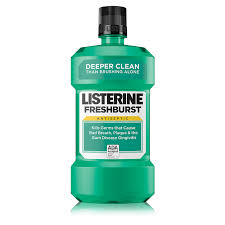 DEEPER CLEAN
THAN BRUSHING ALONE
LISTERINE
FRESHBURST
ANTISEPTIC
Kills Germs that Cause
Bad Breath, Plaque & the
Gum Disease Gingivitis
ADA